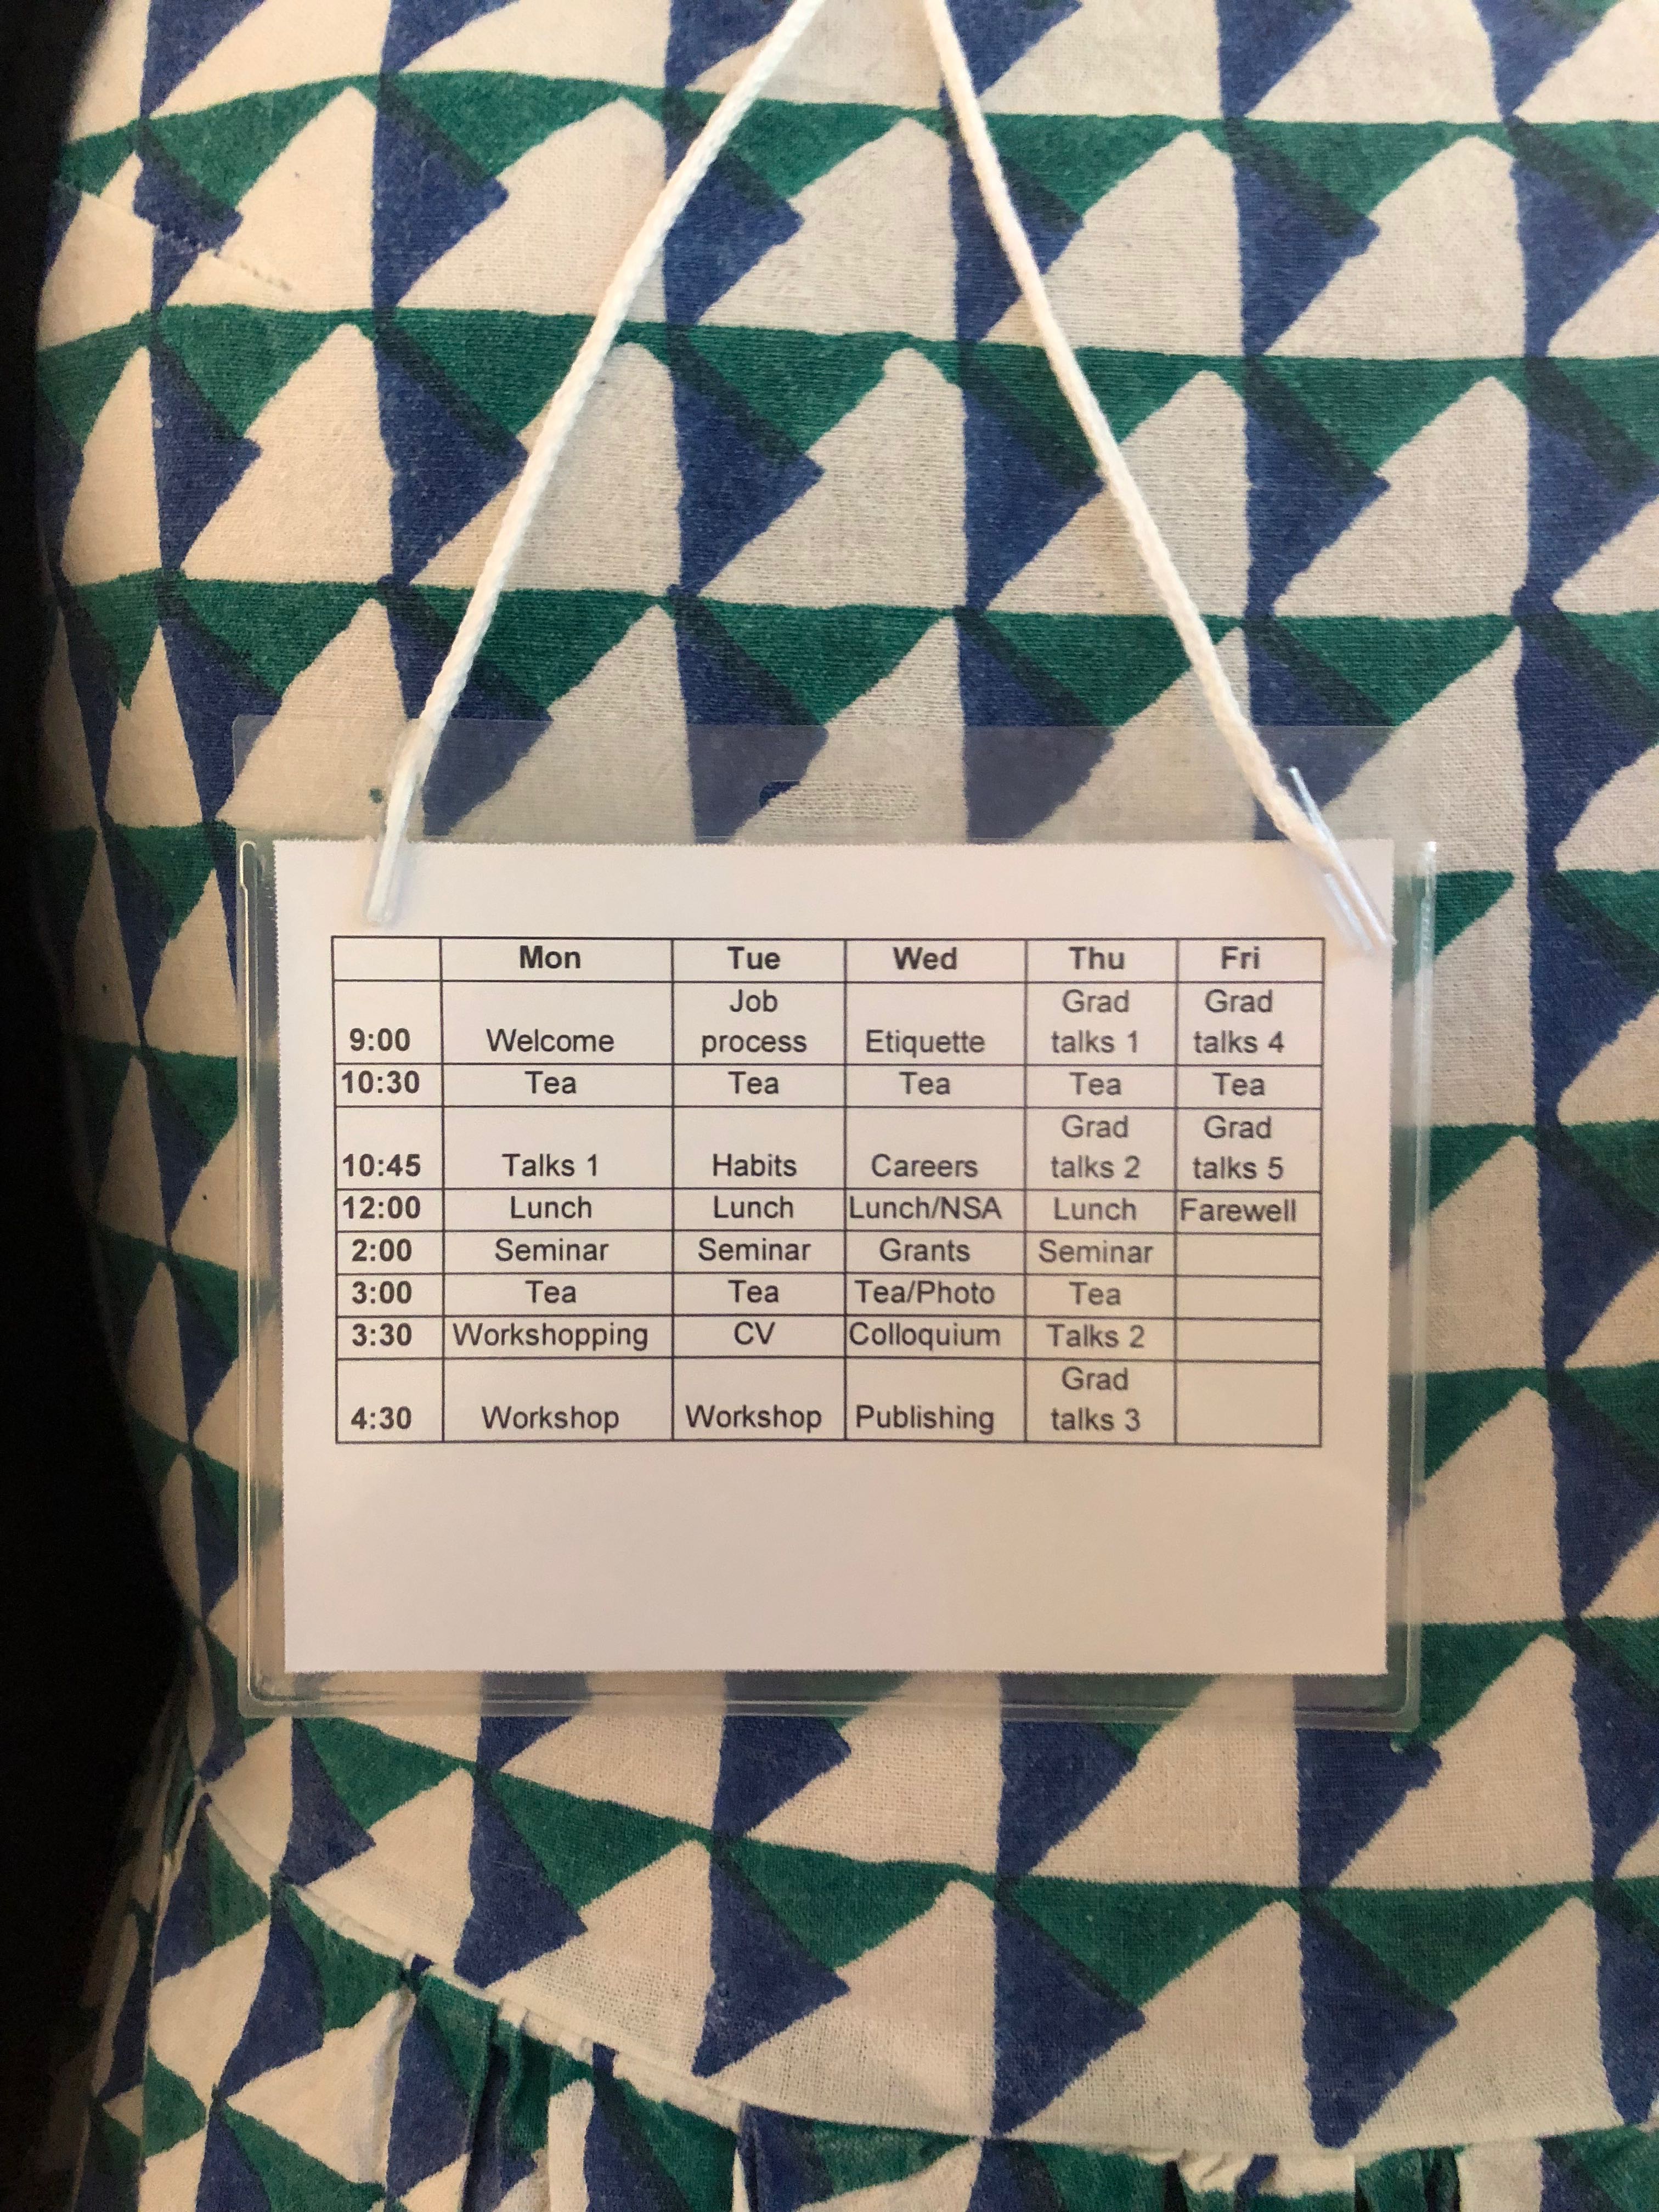 Mon Tue Wed Thu Fri
9:00 Welcome Job process Etiquette Grad talks 1 Grad talks 4
10:30 Tea Tea Tea Tea Tea
10:45 Talks 1 Habits Careers Grad talks 2 Grad talks 5
12:00 Lunch Lunch Lunch/NSA Lunch Farewell
2:00 Seminar Seminar Grants Seminar
3:00 Tea Tea Tea/Photo Tea
3:30 Workshopping CV Colloquium Talks 2
4:30 Workshop Workshop Publishing Grad talks 3